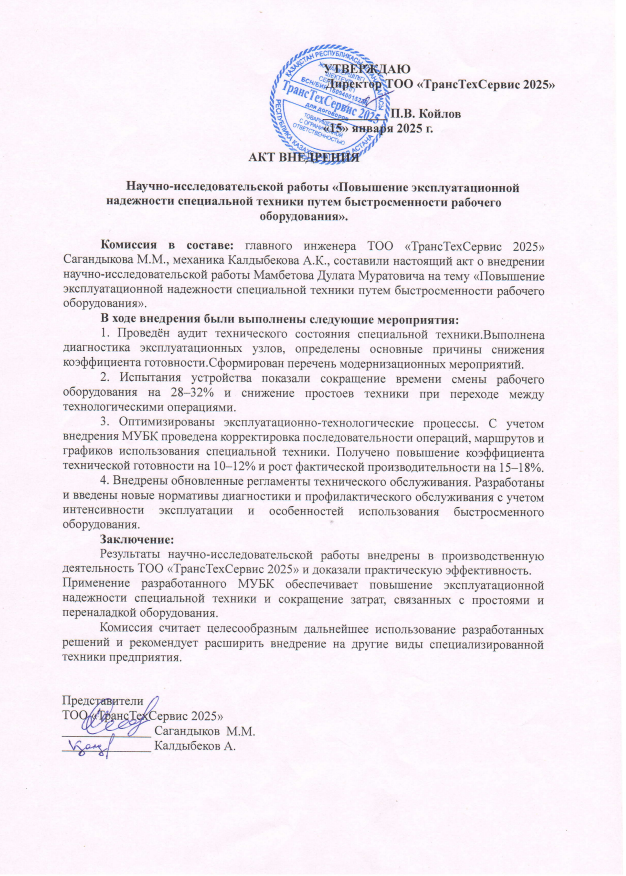 УТВЕРЖДАЮ
Директор ТОО «ТрансТехСервис 2025»
П.В. Койлов
«15» января 2025 г.
ҚАЗАҚСТАН РЕСПУБЛИКАСЫ
ТрансТехСервис 2025
для договоров
ТОВАРИЩЕСТВО
С ОГРАНИЧЕННОЙ
ОТВЕТСТВЕННОСТЬЮ
АКТ ВНЕДРЕНИЯ
Научно-исследовательской работы «Повышение эксплуатационной
надежности специальной техники путем быстросменности рабочего
оборудования».
Комиссия в составе: главного инженера ТОО «ТрансТехСервис 2025»
Сагандыкова М.М., механика Калдыбекова А.К., составили настоящий акт о внедрении
научно-исследовательской работы Мамбетова Дулата Муратовича на тему «Повышение
эксплуатационной надежности специальной техники путем быстросменности рабочего
оборудования».
В ходе внедрения были выполнены следующие мероприятия:
1. Проведён аудит технического состояния специальной техники.Выполнена
диагностика эксплуатационных узлов, определены основные причины снижения
коэффициента готовности.Сформирован перечень модернизационных мероприятий.
2. Испытания устройства показали сокращение времени смены рабочего
оборудования на 28–32% и снижение простоев техники при переходе между
технологическими операциями.
3. Оптимизированы эксплуатационно-технологические процессы. С учетом
внедрения МУБК проведена корректировка последовательности операций, маршрутов и
графиков использования специальной техники. Получено повышение коэффициента
технической готовности на 10–12% и рост фактической производительности на 15–18%.
4. Внедрены обновленные регламенты технического обслуживания. Разработаны
и введены новые нормативы диагностики и профилактического обслуживания с учетом
интенсивности эксплуатации и особенностей использования быстросменного
оборудования.
Заключение:
Результаты научно-исследовательской работы внедрены в производственную
деятельность ТОО «ТрансТехСервис 2025» и доказали практическую эффективность.
Применение разработанного МУБК обеспечивает повышение эксплуатационной
надежности специальной техники и сокращение затрат, связанных с простоями и
переналадкой оборудования.
Комиссия считает целесообразным дальнейшее использование разработанных
решений и рекомендует расширить внедрение на другие виды специализированной
техники предприятия.
Представители
ТОО «ТрансТехСервис 2025»
Сагандыков М.М.
Калдыбеков А.